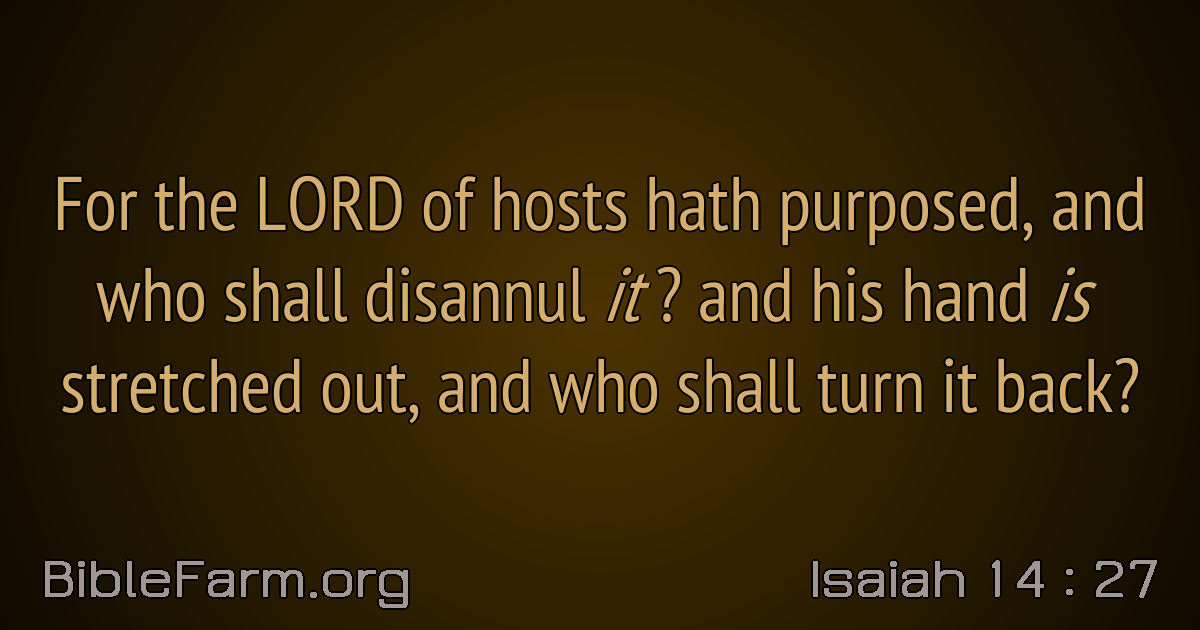 For the LORD of hosts hath purposed, and
who shall disannul it ? and his hand is
stretched out, and who shall turn it back?
BibleFarm.org
Isaiah 14 : 27